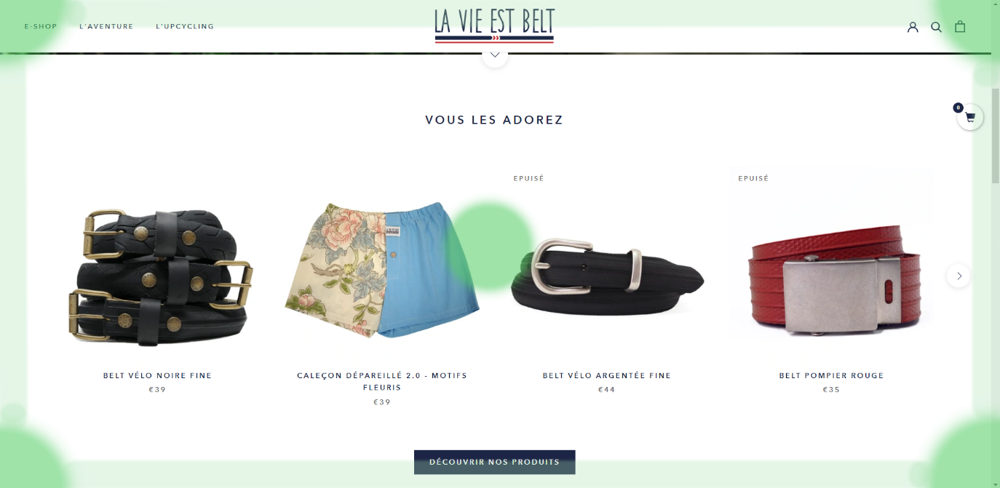 E-SHOP
L'AVENTURE
L'UPCYCLING
LA VIE EST BELT
0
VOUS LES ADOREZ
EPUISÉ
EPUISÉ
BELT VÉLO NOIRE FINE
€39
CALEÇON DÉPAREILLÉ 2.0 - MOTIFS
FLEURIS
€39
BELT VÉLO ARGENTÉE FINE
€44
BELT POMPIER ROUGE
€35
DÉCOUVRIR NOS PRODUITS